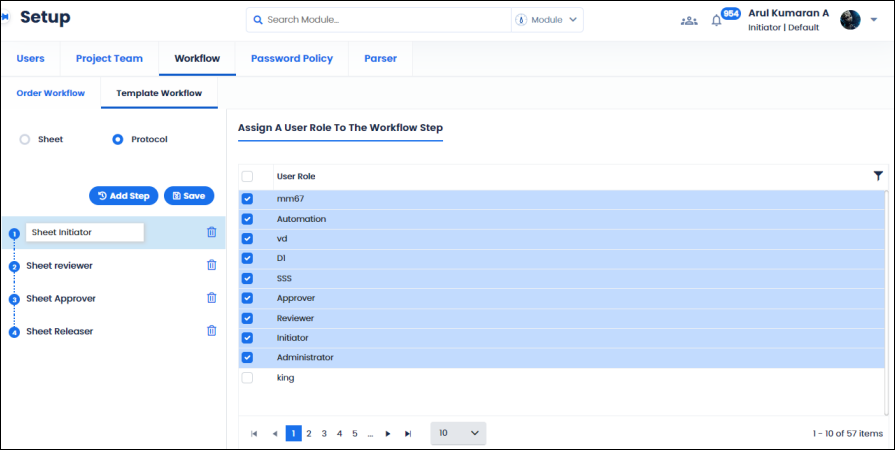 Setup
Search Module...
Module
954
Arul Kumaran A
Initiator | Default
Users
Project Team
Workflow
Password Policy
Parser
Order Workflow
Template Workflow
Sheet
Protocol
Add Step
Save
1
Sheet Initiator
2
Sheet reviewer
3
Sheet Approver
4
Sheet Releaser
Assign A User Role To The Workflow Step
User Role
mm67
Automation
vd
D1
SSS
Approver
Reviewer
Initiator
Administrator
king
1 2 3 4 5 ...
10
1 - 10 of 57 items